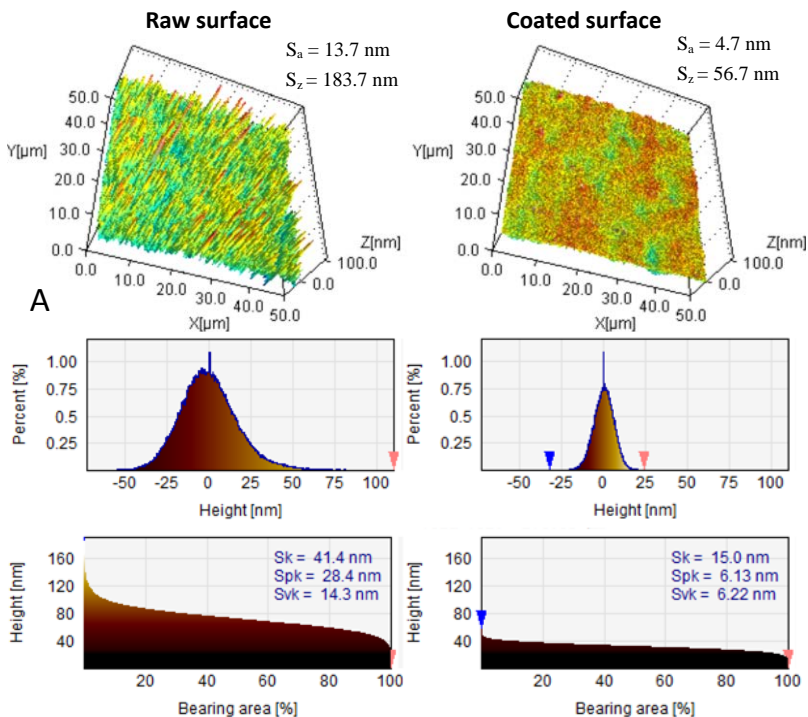 Raw surface
Sa = 13.7 nm
Sz = 183.7 nm
50.0
40.0
Y[µm]
30.0
20.0
10.0
0.0
0.0
10.0
20.0
30.0
40.0
50.0
X[µm]
Z[nm]
100.0
0.0
Coated surface
Sa = 4.7 nm
Sz = 56.7 nm
50.0
40.0
Y[µm]
30.0
20.0
10.0
0.0
0.0
10.0
20.0
30.0
40.0
50.0
X[µm]
Z[nm]
100.0
0.0
A
Percent [%]
1.00
0.75
0.5
0.25
-50 -25 0 25 50 75 100
Height [nm]
Percent [%]
1.00
0.75
0.5
0.25
-50 -25 0 25 50 75 100
Height [nm]
Height [nm]
160
120
80
40
Sk = 41.4 nm
Spk = 28.4 nm
Svk = 14.3 nm
20 40 60 80 100
Bearing area [%]
Height [nm]
160
120
80
40
Sk = 15.0 nm
Spk = 6.13 nm
Svk = 6.22 nm
20 40 60 80 100
Bearing area [%]